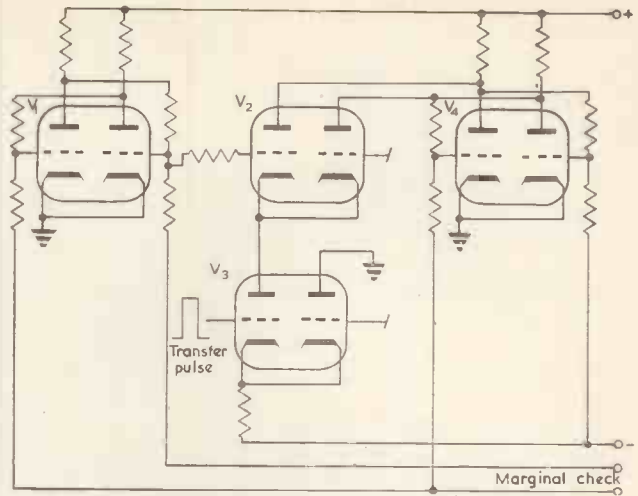 +
V1
V2
V4
V3
Transfer
pulse
-
Marginal check